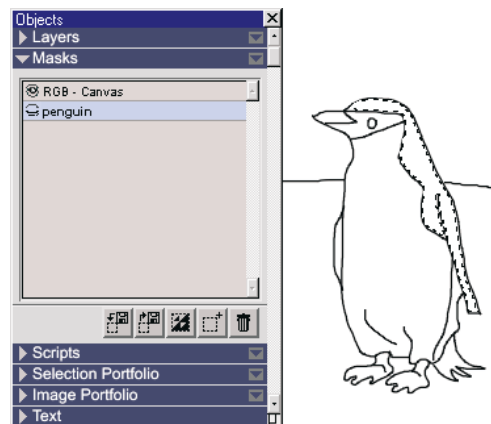 Objects
Layers
Masks
RGB - Canvas
penguin
Scripts
Selection Portfolio
Image Portfolio
Text